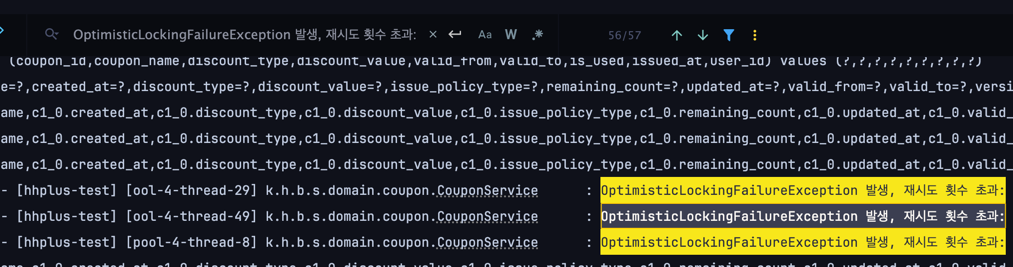 OptimisticLockingFailureException 발생, 재시도 횟수 초과: × ↵ Aa W .* 56/57 ↑ ↓
(coupon_id,coupon_name,discount_type,discount_value,valid_from,valid_to,is_used,issued_at,user_id) values (?,?,?,?,?,?,?,?,?)
e=?,created_at=?,discount_type=?,discount_value=?,issue_policy_type=?,remaining_count=?,updated_at=?,valid_from=?,valid_to=?,versi
ame,c1_0.created_at,c1_0.discount_type,c1_0.discount_value,c1_0.issue_policy_type,c1_0.remaining_count,c1_0.updated_at,c1_0.valid_
ame,c1_0.created_at,c1_0.discount_type,c1_0.discount_value,c1_0.issue_policy_type,c1_0.remaining_count,c1_0.updated_at,c1_0.valid_
ame,c1_0.created_at,c1_0.discount_type,c1_0.discount_value,c1_0.issue_policy_type,c1_0.remaining_count,c1_0.updated_at,c1_0.valid_
- [hhplus-test] [ool-4-thread-29] k.h.b.s.domain.coupon.CouponService : OptimisticLockingFailureException 발생, 재시도 횟수 초과:
- [hhplus-test] [ool-4-thread-49] k.h.b.s.domain.coupon.CouponService : OptimisticLockingFailureException 발생, 재시도 횟수 초과:
- [hhplus-test] [pool-4-thread-8] k.h.b.s.domain.coupon.CouponService : OptimisticLockingFailureException 발생, 재시도 횟수 초과: